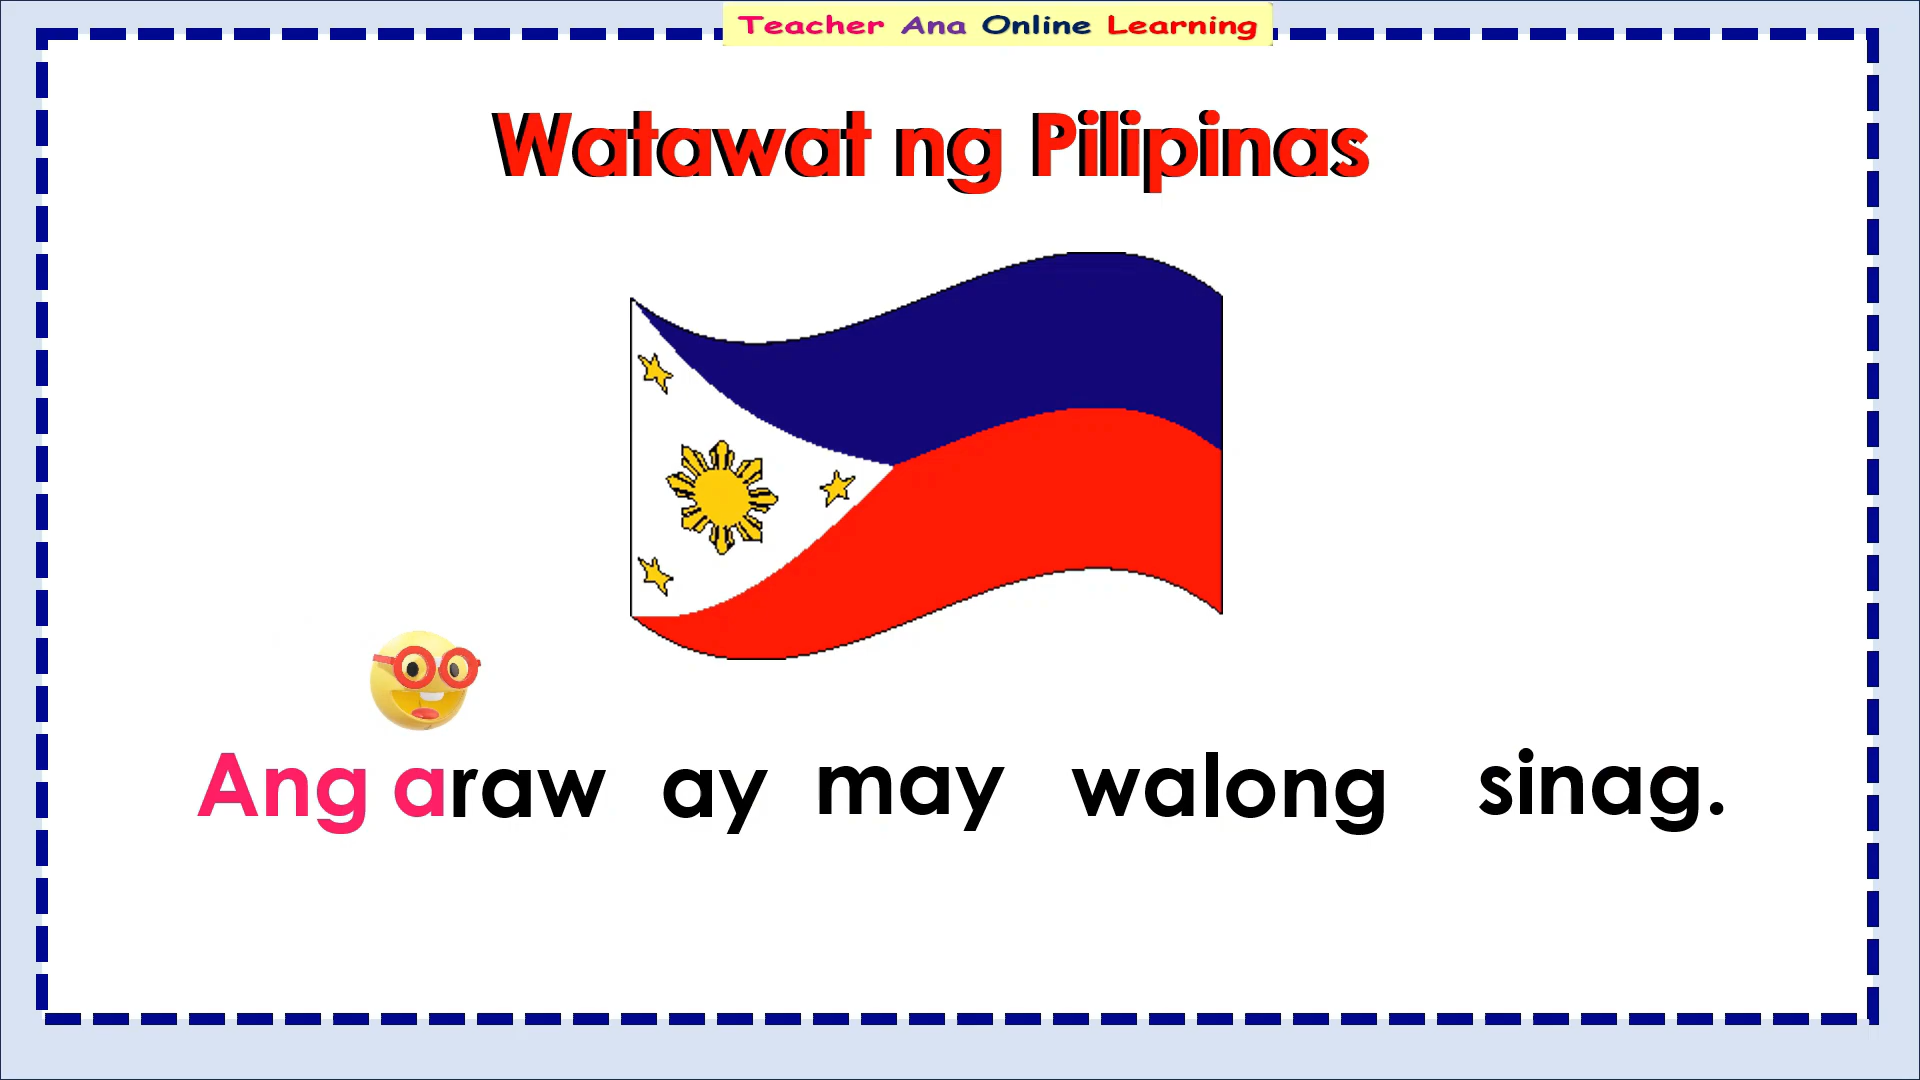 Teacher Ana Online Learning
Watawat ng Pilipinas
Ang araw ay may walong sinag.